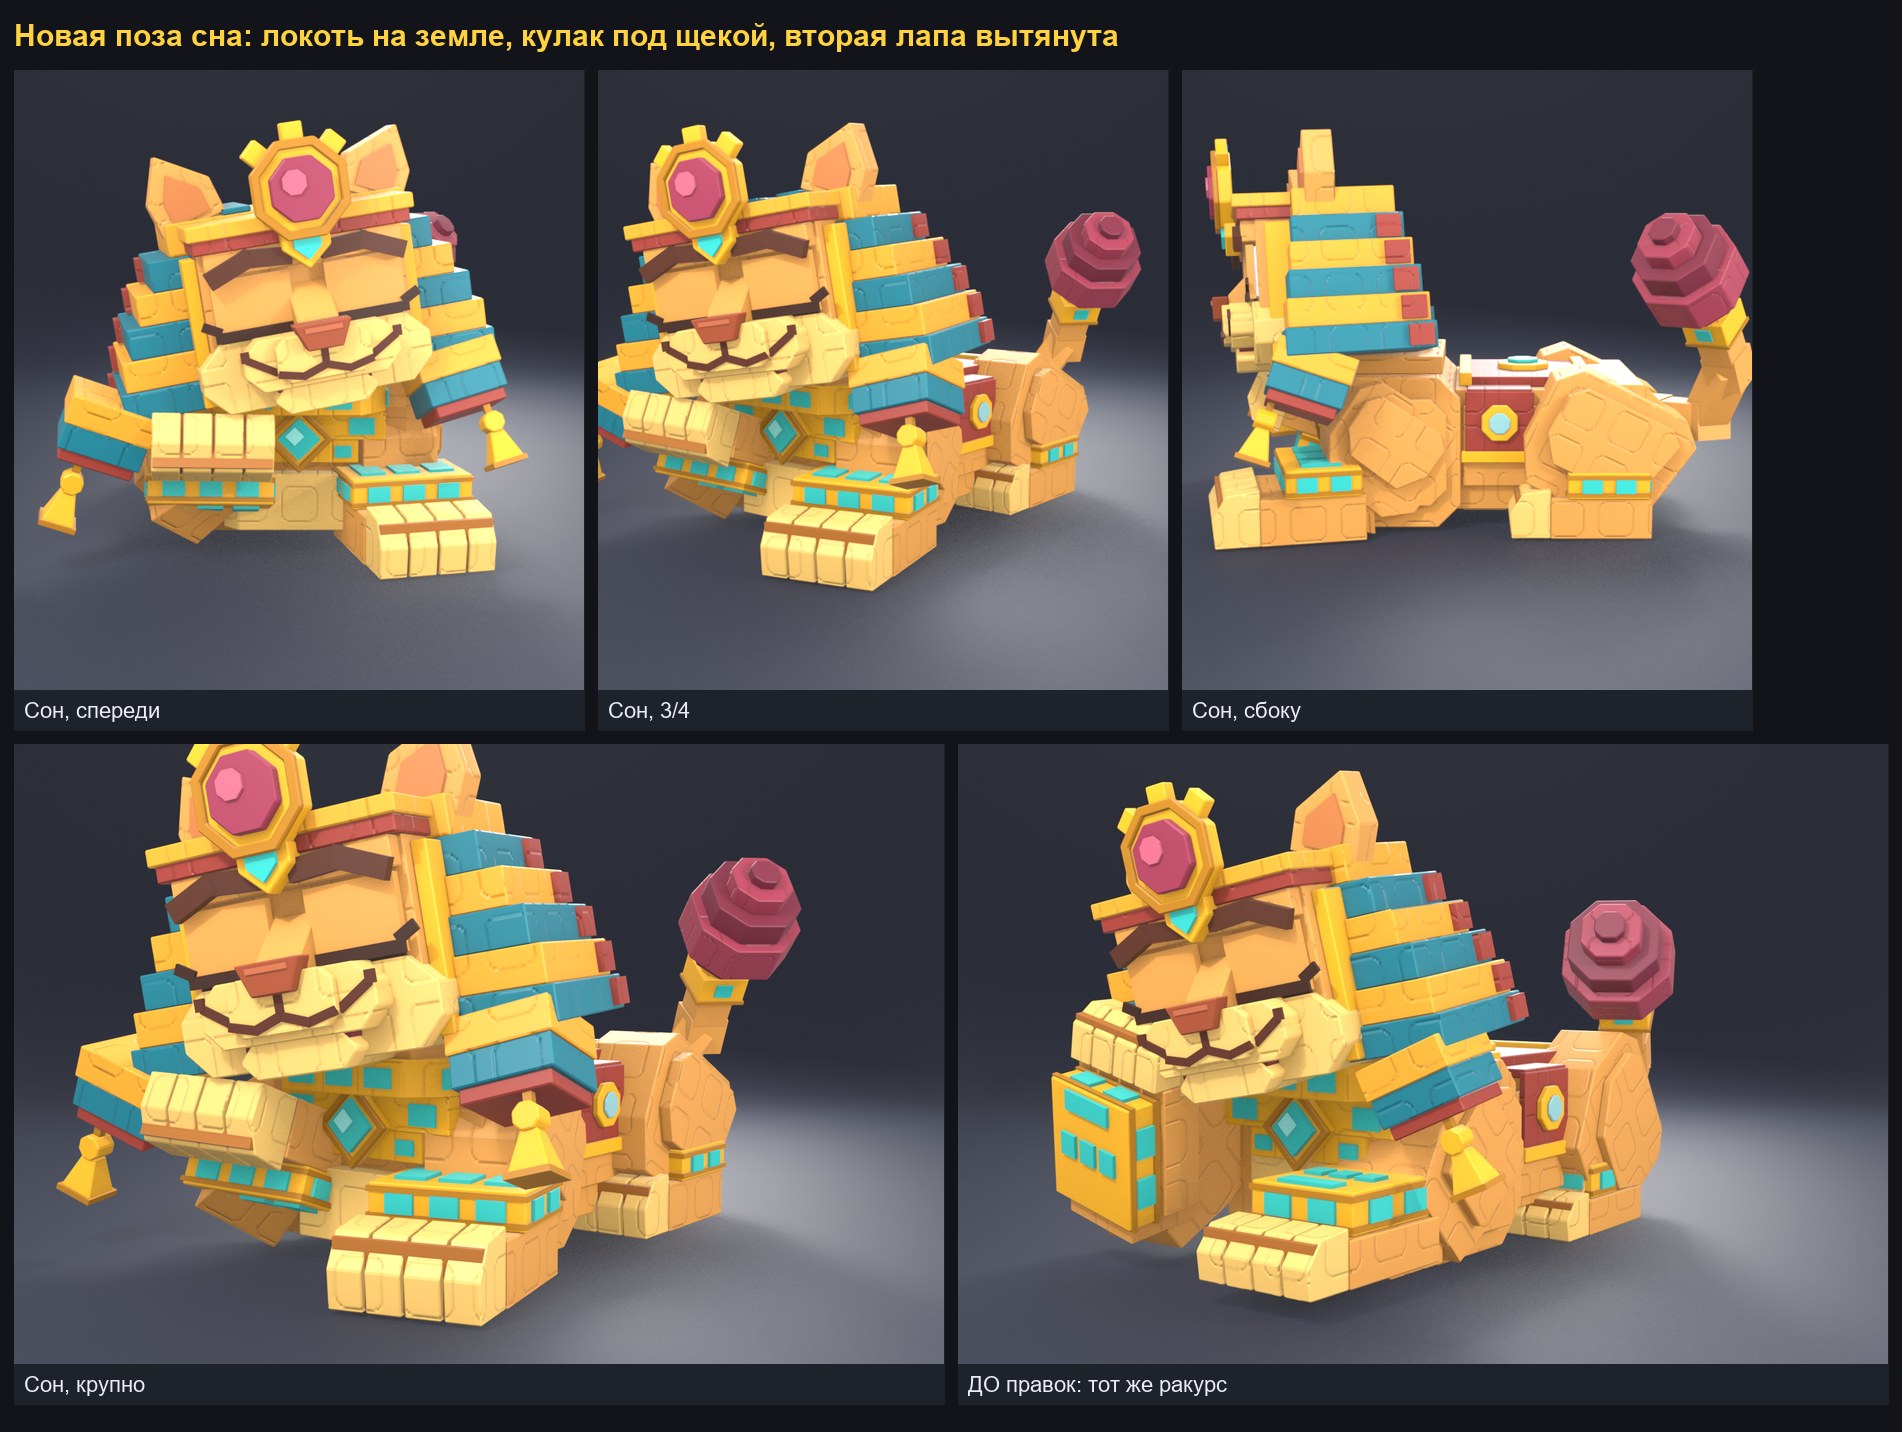 Новая поза сна: локоть на земле, кулак под щекой, вторая лапа вытянута
Сон, спереди
Сон, 3/4
Сон, сбоку
Сон, крупно
ДО правок: тот же ракурс